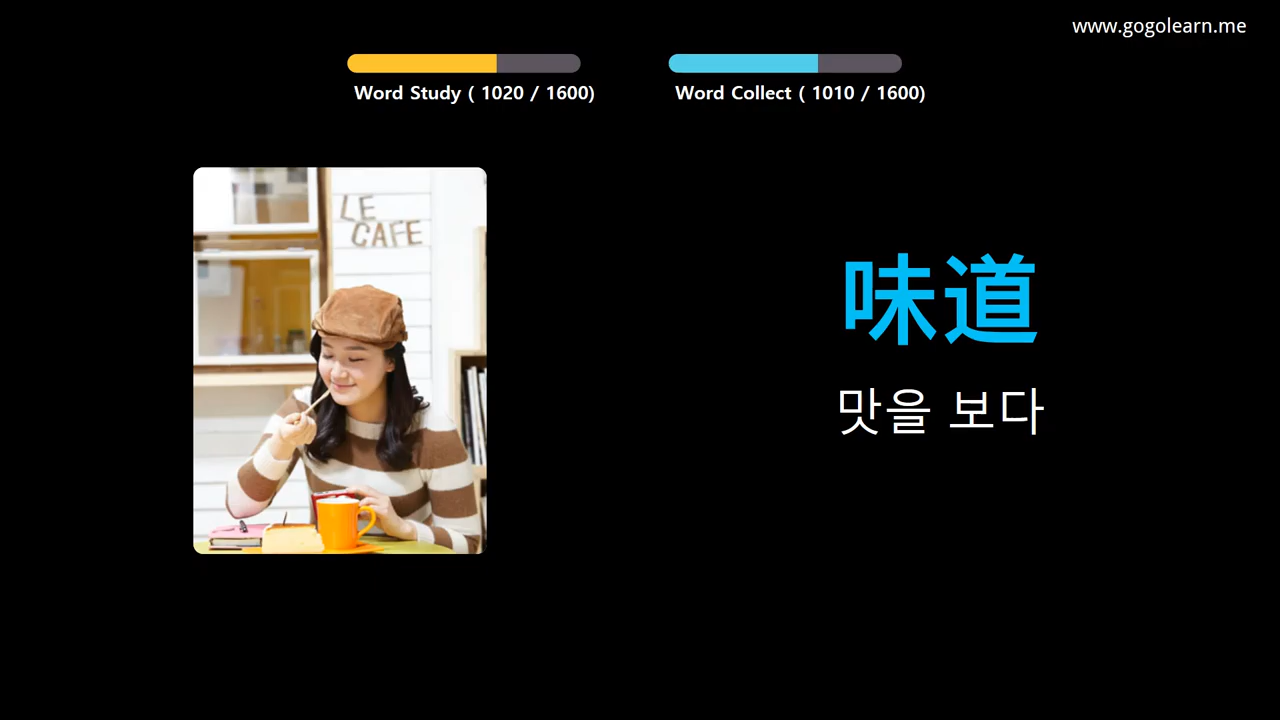 www.gogolearn.me
Word Study ( 1020 / 1600)
Word Collect ( 1010 / 1600)
LE
CAFE
味道
맛을 보다